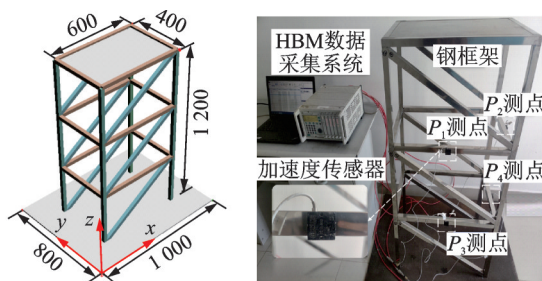 600
400
1 200
y
z
x
800
1 000
HBM数据
采集系统
钢框架
P₂测点
P₁测点
加速度传感器
P₄测点
P₃测点